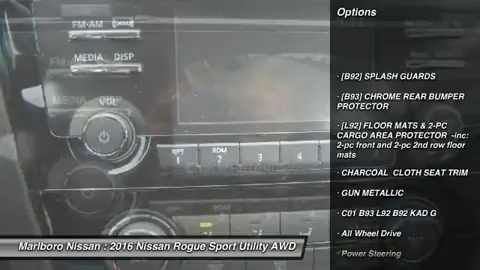 FM·AM
MEDIA DISP
VOL
RPT
1
RDM
2
3
4
Marlboro Nissan : 2016 Nissan Rogue Sport Utility AWD
Options
· [B92] SPLASH GUARDS
· [B93] CHROME REAR BUMPER
PROTECTOR
· [L92] FLOOR MATS & 2-PC
CARGO AREA PROTECTOR -inc:
2-pc front and 2-pc 2nd row floor
mats
· CHARCOAL CLOTH SEAT TRIM
· GUN METALLIC
· C01 B93 L92 B92 KAD G
· All Wheel Drive
· Power Steering